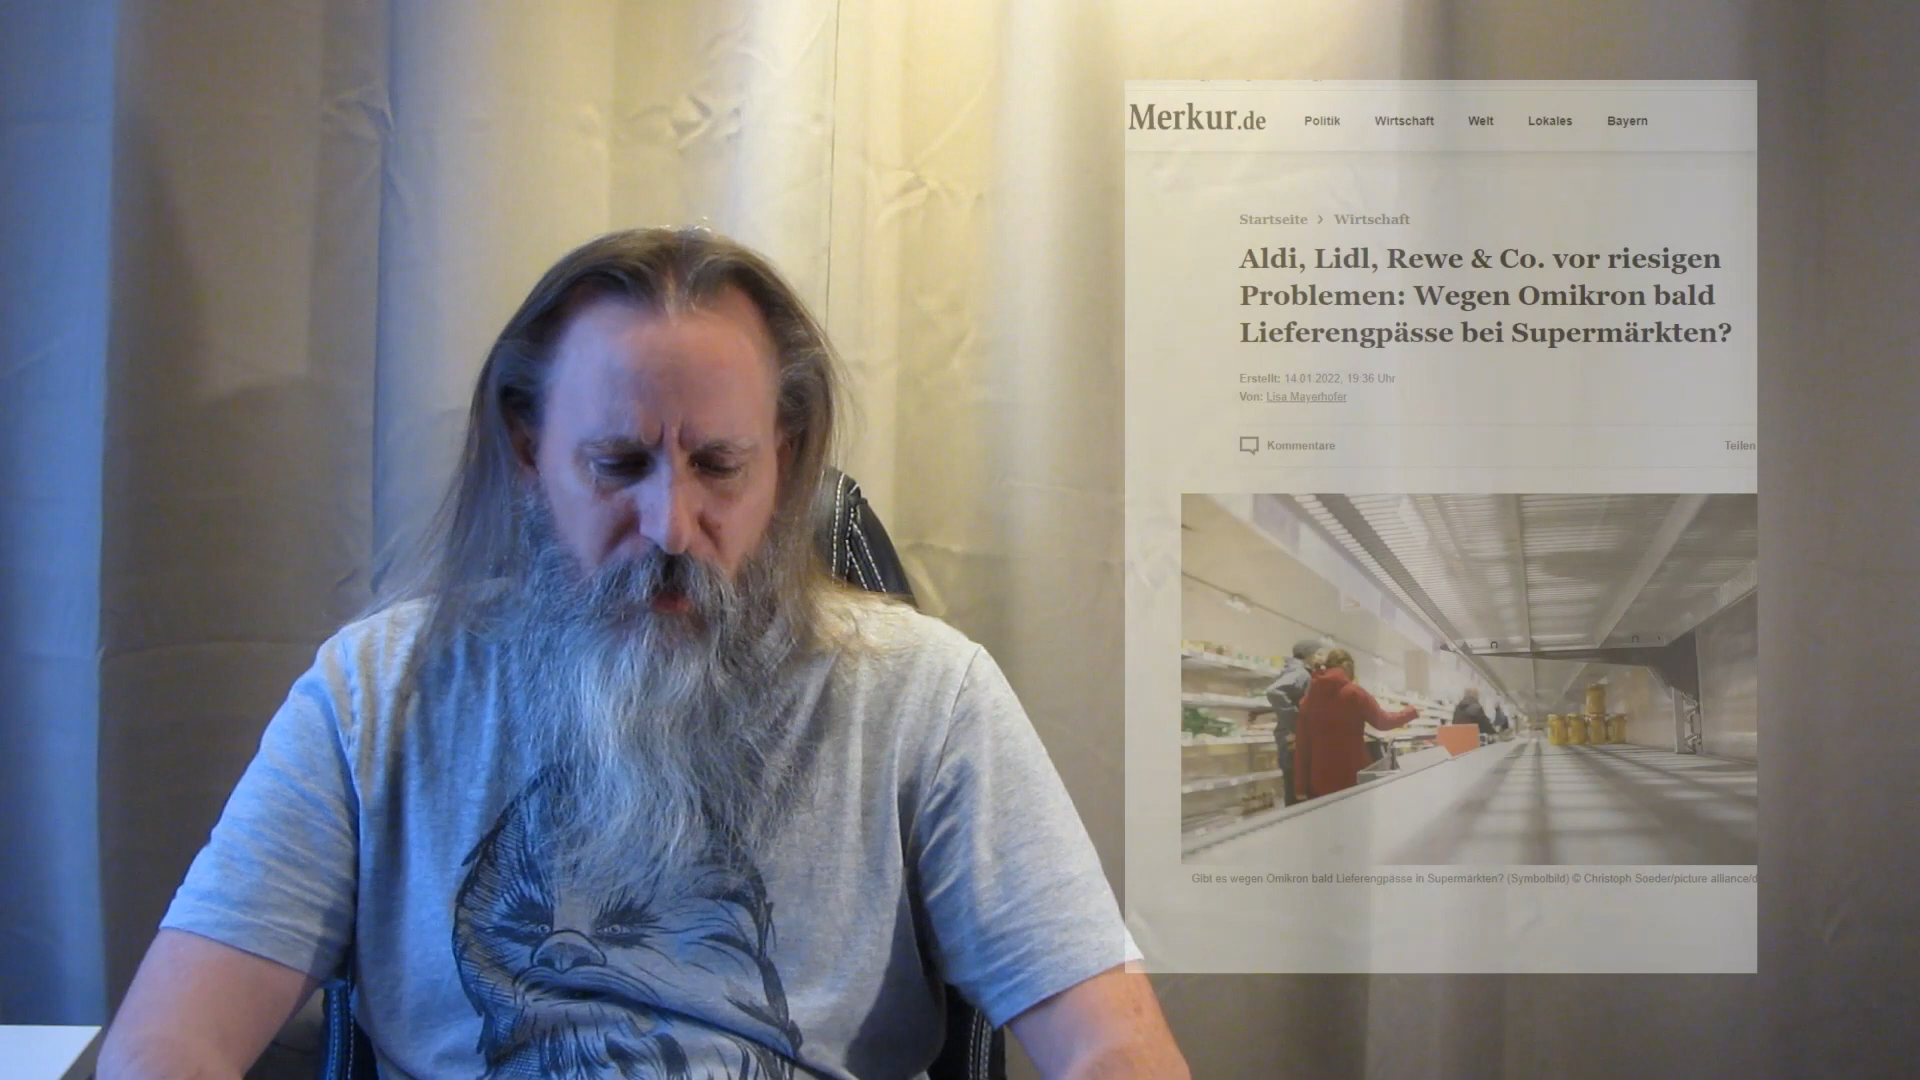 Merkur.de
Politik Wirtschaft Welt Lokales Bayern
Startseite > Wirtschaft
Aldi, Lidl, Rewe & Co. vor riesigen
Problemen: Wegen Omikron bald
Lieferengpässe bei Supermärkten?
Erstellt: 14.01.2022, 19:36 Uhr
Von: Lisa Mayerhofer
Kommentare Teilen
Gibt es wegen Omikron bald Lieferengpässe in Supermärkten? (Symbolbild) © Christoph Soeder/picture alliance/d